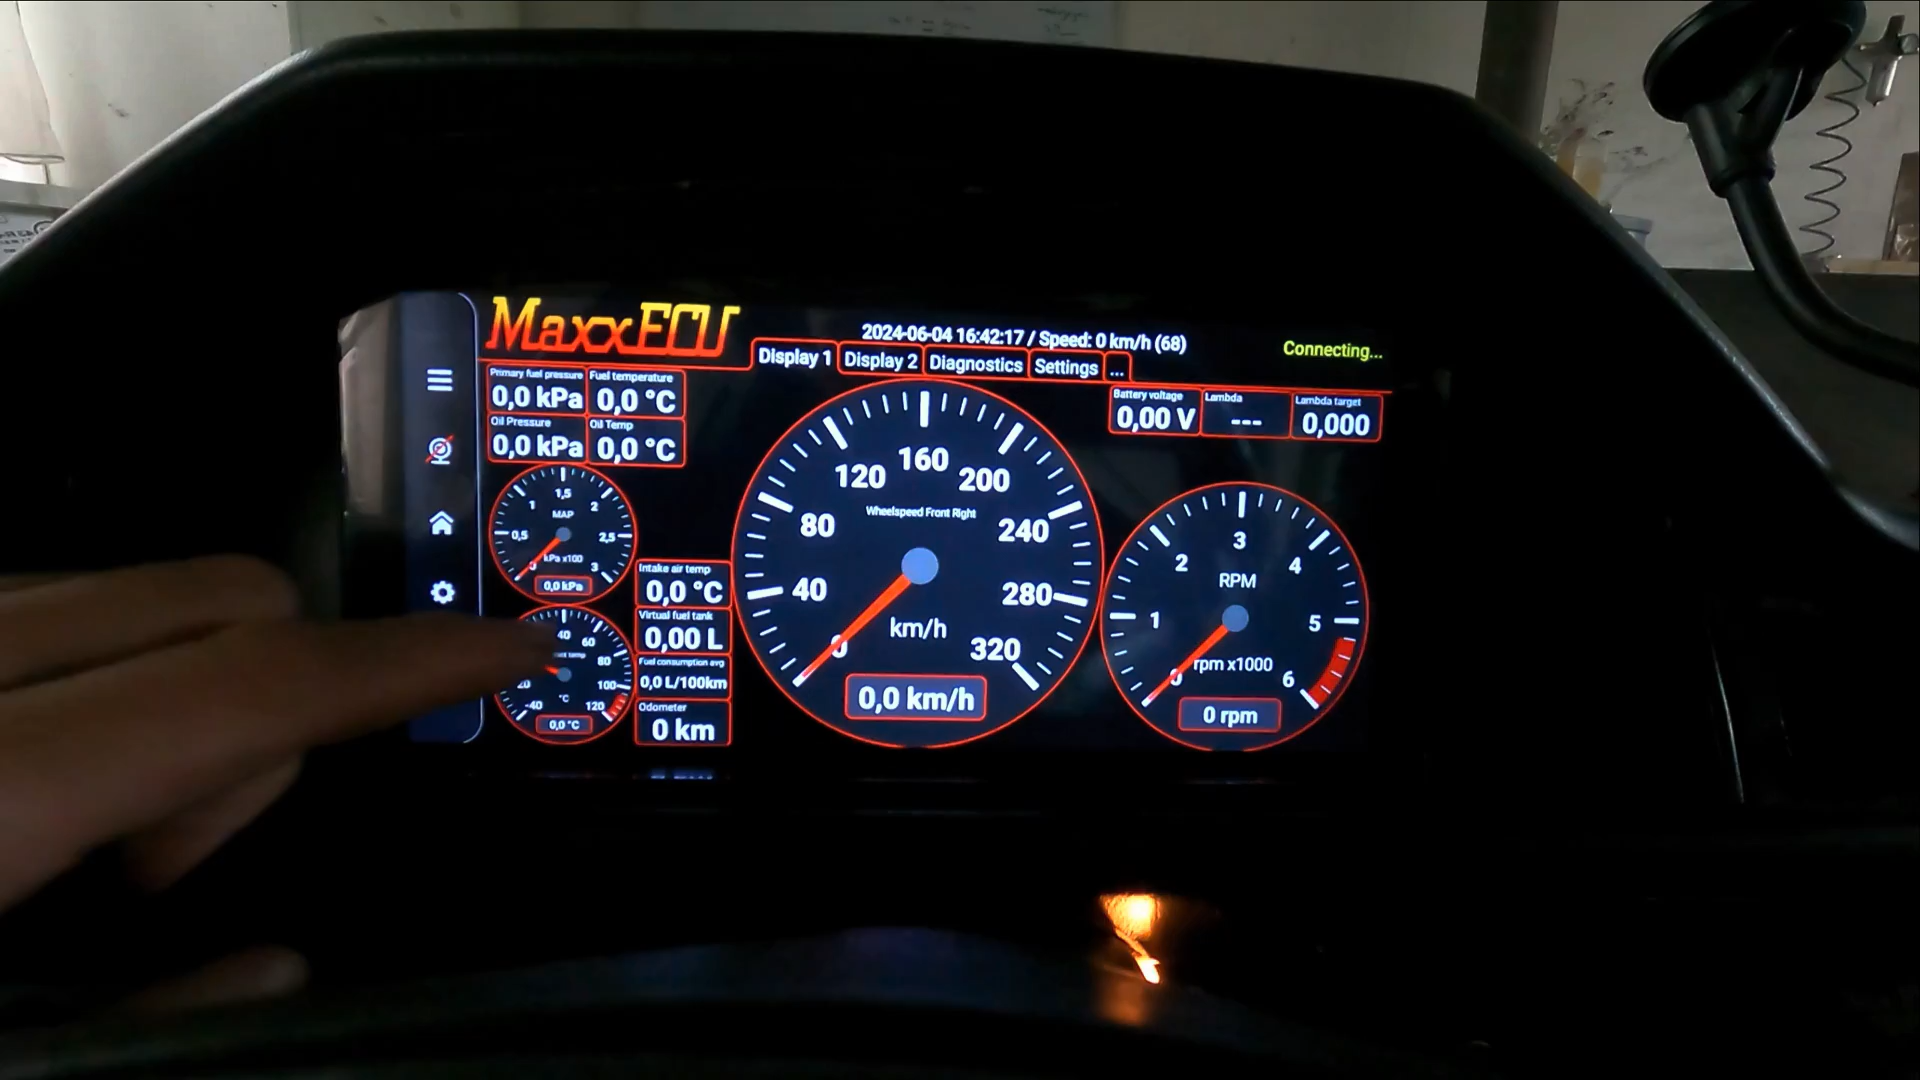 MaxxECU
2024-06-04 16:42:17 / Speed: 0 km/h (68)
Connecting...
Display 1
Display 2
Diagnostics
Settings
...
Primary fuel pressure
0,0 kPa
Fuel temperature
0,0 °C
Oil Pressure
0,0 kPa
Oil Temp
0,0 °C
Battery voltage
0,00 V
Lambda
---
Lambda target
0,000
0
0,5
1
1,5
2
2,5
3
MAP
kPa x100
0,0 kPa
-40
40
60
80
100
120
°C
0,0 °C
Intake air temp
0,0 °C
Virtual fuel tank
0,00 L
Fuel consumption avg
0,0 L/100km
Odometer
0 km
0
40
80
120
160
200
240
280
320
Wheelspeed Front Right
km/h
0,0 km/h
0
1
2
3
4
5
6
RPM
rpm x1000
0 rpm